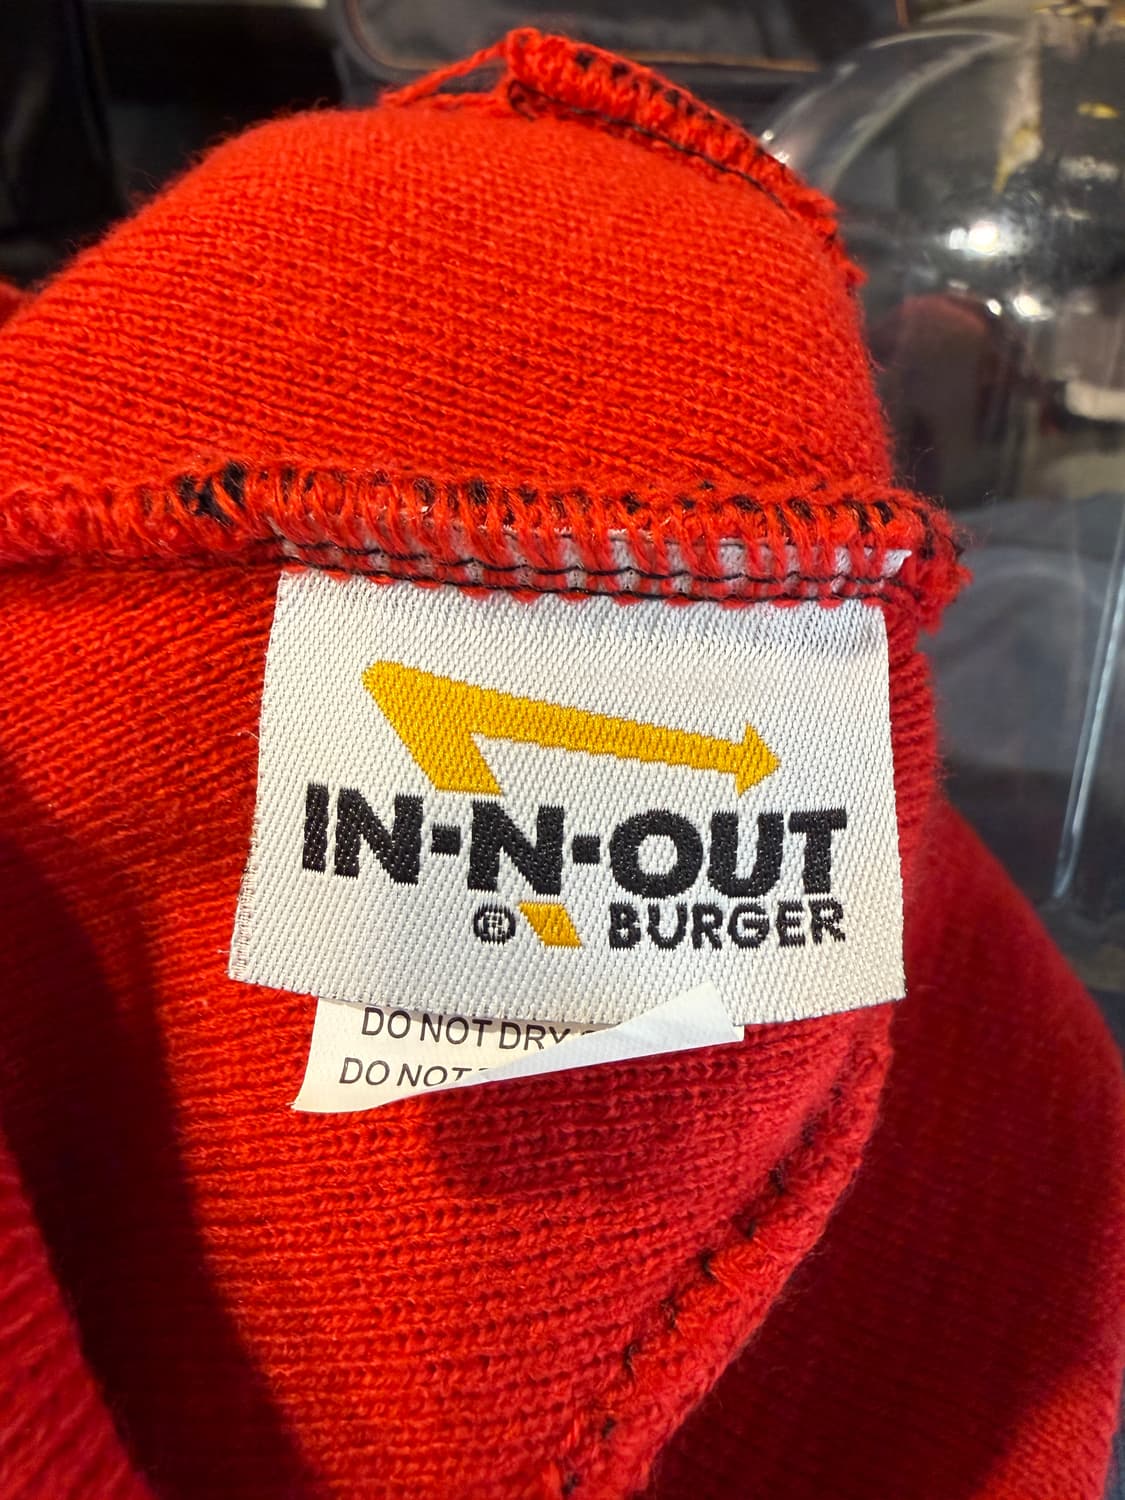 IN-N-OUT
® BURGER
DO NOT DRY
DO NOT